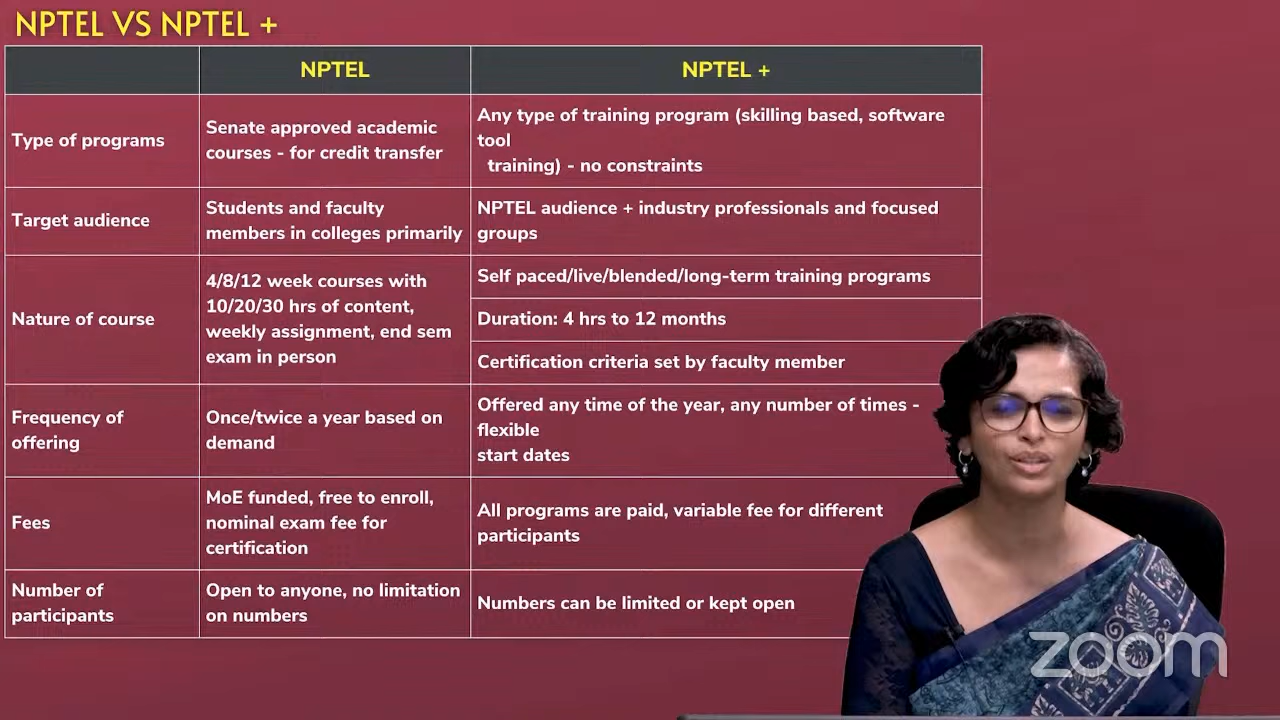 NPTEL VS NPTEL +
NPTEL
NPTEL +
Type of programs
Senate approved academic
courses - for credit transfer
Any type of training program (skilling based, software
tool
training) - no constraints
Target audience
Students and faculty
members in colleges primarily
NPTEL audience + industry professionals and focused
groups
Nature of course
4/8/12 week courses with
10/20/30 hrs of content,
weekly assignment, end sem
exam in person
Self paced/live/blended/long-term training programs
Duration: 4 hrs to 12 months
Certification criteria set by faculty member
Frequency of
offering
Once/twice a year based on
demand
Offered any time of the year, any number of times -
flexible
start dates
Fees
MoE funded, free to enroll,
nominal exam fee for
certification
All programs are paid, variable fee for different
participants
Number of
participants
Open to anyone, no limitation
on numbers
Numbers can be limited or kept open
zoom